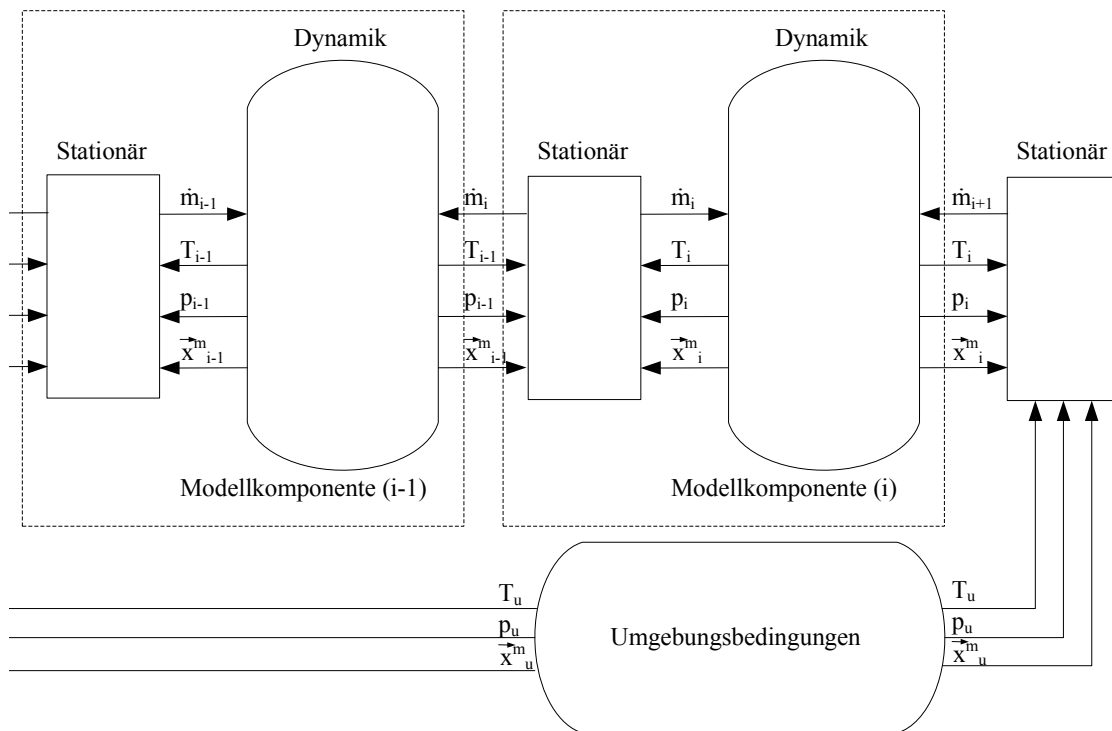 Dynamik
Dynamik
Stationär
Stationär
Stationär
ṁᵢ₋₁
ṁᵢ
ṁᵢ
ṁᵢ₊₁
Tᵢ₋₁
Tᵢ₋₁
Tᵢ
Tᵢ
pᵢ₋₁
pᵢ₋₁
pᵢ
pᵢ
x⃗ᵐᵢ₋₁
x⃗ᵐᵢ₋₁
x⃗ᵐᵢ
x⃗ᵐᵢ
Modellkomponente (i-1)
Modellkomponente (i)
Tᵤ
Tᵤ
pᵤ
Umgebungsbedingungen
pᵤ
x⃗ᵐᵤ
x⃗ᵐᵤ